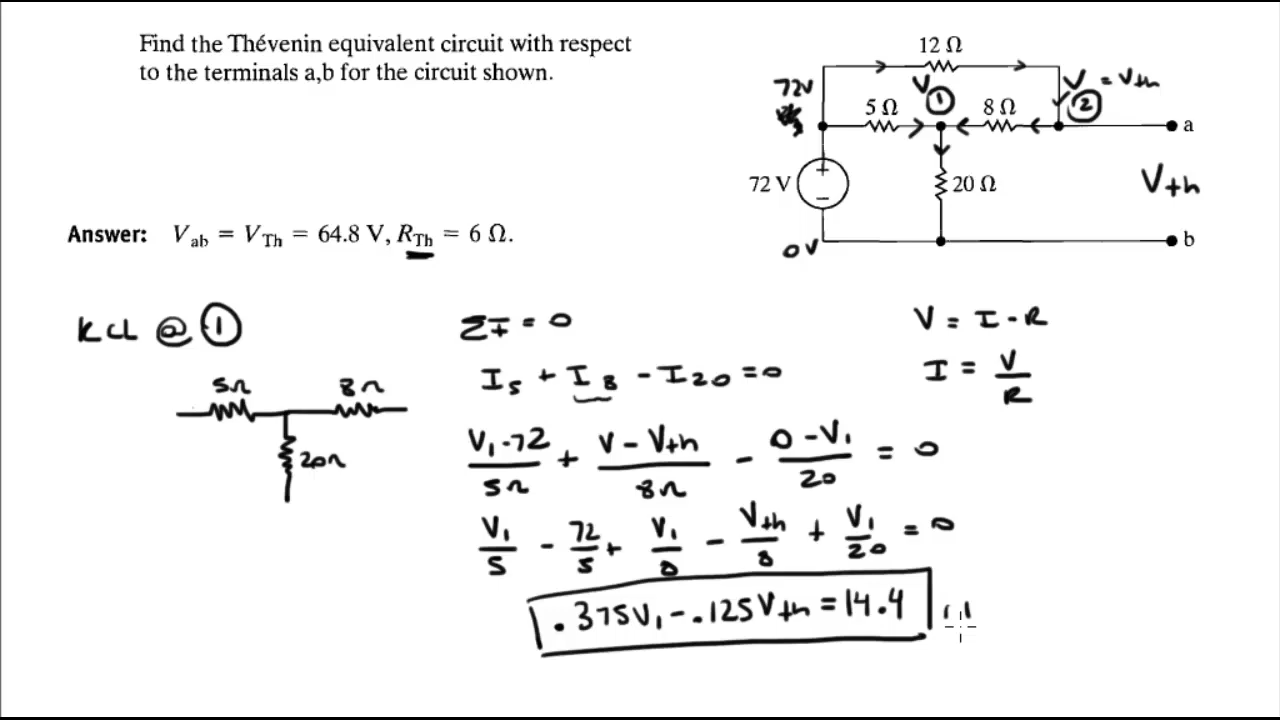 Find the Thévenin equivalent circuit with respect
to the terminals a,b for the circuit shown.
12 Ω
72V
V1
V = Vth
5 Ω
①
8 Ω
②
a
72 V
+
−
20 Ω
Vth
0V
b
Answer: Vab = VTh = 64.8 V, RTh = 6 Ω.
KCL @ ①
ΣI = 0
V = I · R
I5 + I8 - I20 = 0
I = V/R
5Ω
8Ω
20Ω
(V1 - 72)/5Ω + (V - Vth)/8Ω - (0 - V1)/20 = 0
V1/5 - 72/5 + V1/8 - Vth/8 + V1/20 = 0
.375V1 - .125Vth = 14.4